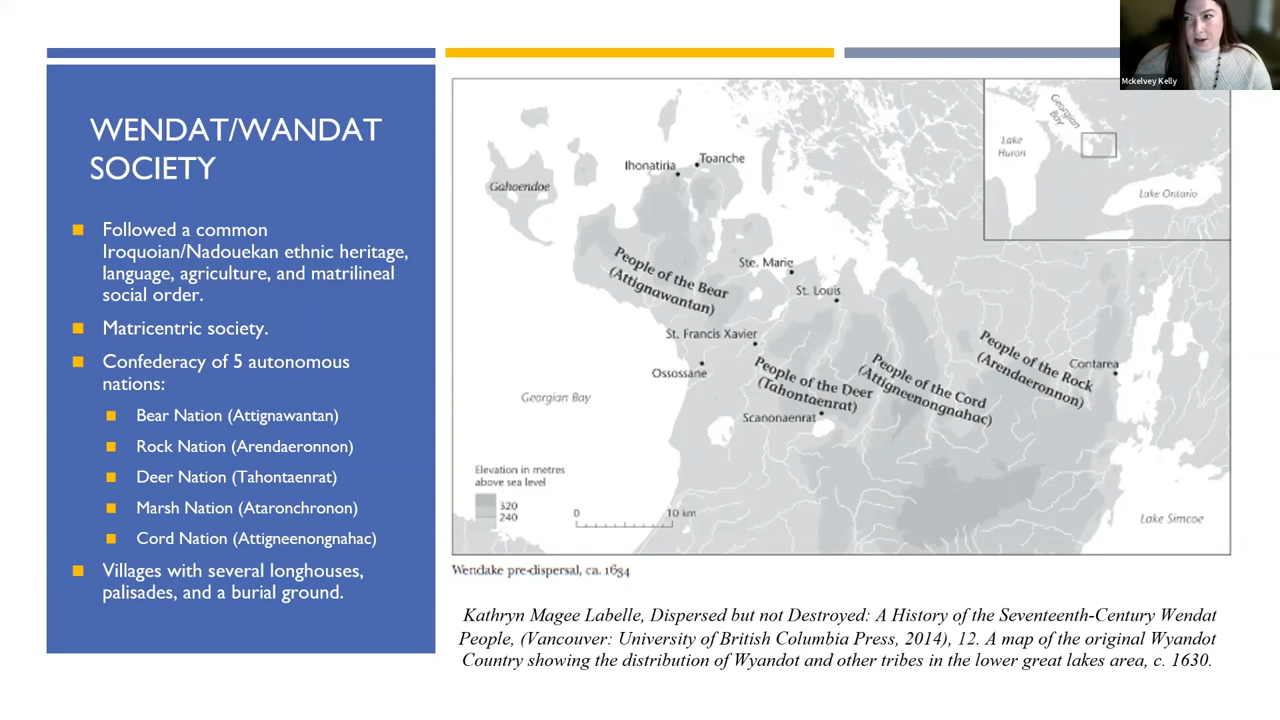 WENDAT/WANDAT
SOCIETY
Followed a common
Iroquoian/Nadouekan ethnic heritage,
language, agriculture, and matrilineal
social order.
Matricentric society.
Confederacy of 5 autonomous
nations:
Bear Nation (Attignawantan)
Rock Nation (Arendaeronnon)
Deer Nation (Tahontaenrat)
Marsh Nation (Ataronchronon)
Cord Nation (Attigneenongnahac)
Villages with several longhouses,
palisades, and a burial ground.
Mckelvey Kelly
Georgian
Bay
Lake
Huron
Lake Ontario
Gahoendoe
Ihonatiria
Toanche
People of the Bear
(Attignawantan)
Ste. Marie
St. Louis
St. Francis Xavier
Ossossane
People of the Deer
(Tahontaenrat)
Scanonaenrat
People of the Cord
(Attigneenongnahac)
People of the Rock
(Arendaeronnon)
Contarea
Georgian Bay
Lake Simcoe
Elevation in metres
above sea level
320
240
0 10 km
Wendake pre-dispersal, ca. 1634
Kathryn Magee Labelle, Dispersed but not Destroyed: A History of the Seventeenth-Century Wendat
People, (Vancouver: University of British Columbia Press, 2014), 12. A map of the original Wyandot
Country showing the distribution of Wyandot and other tribes in the lower great lakes area, c. 1630.